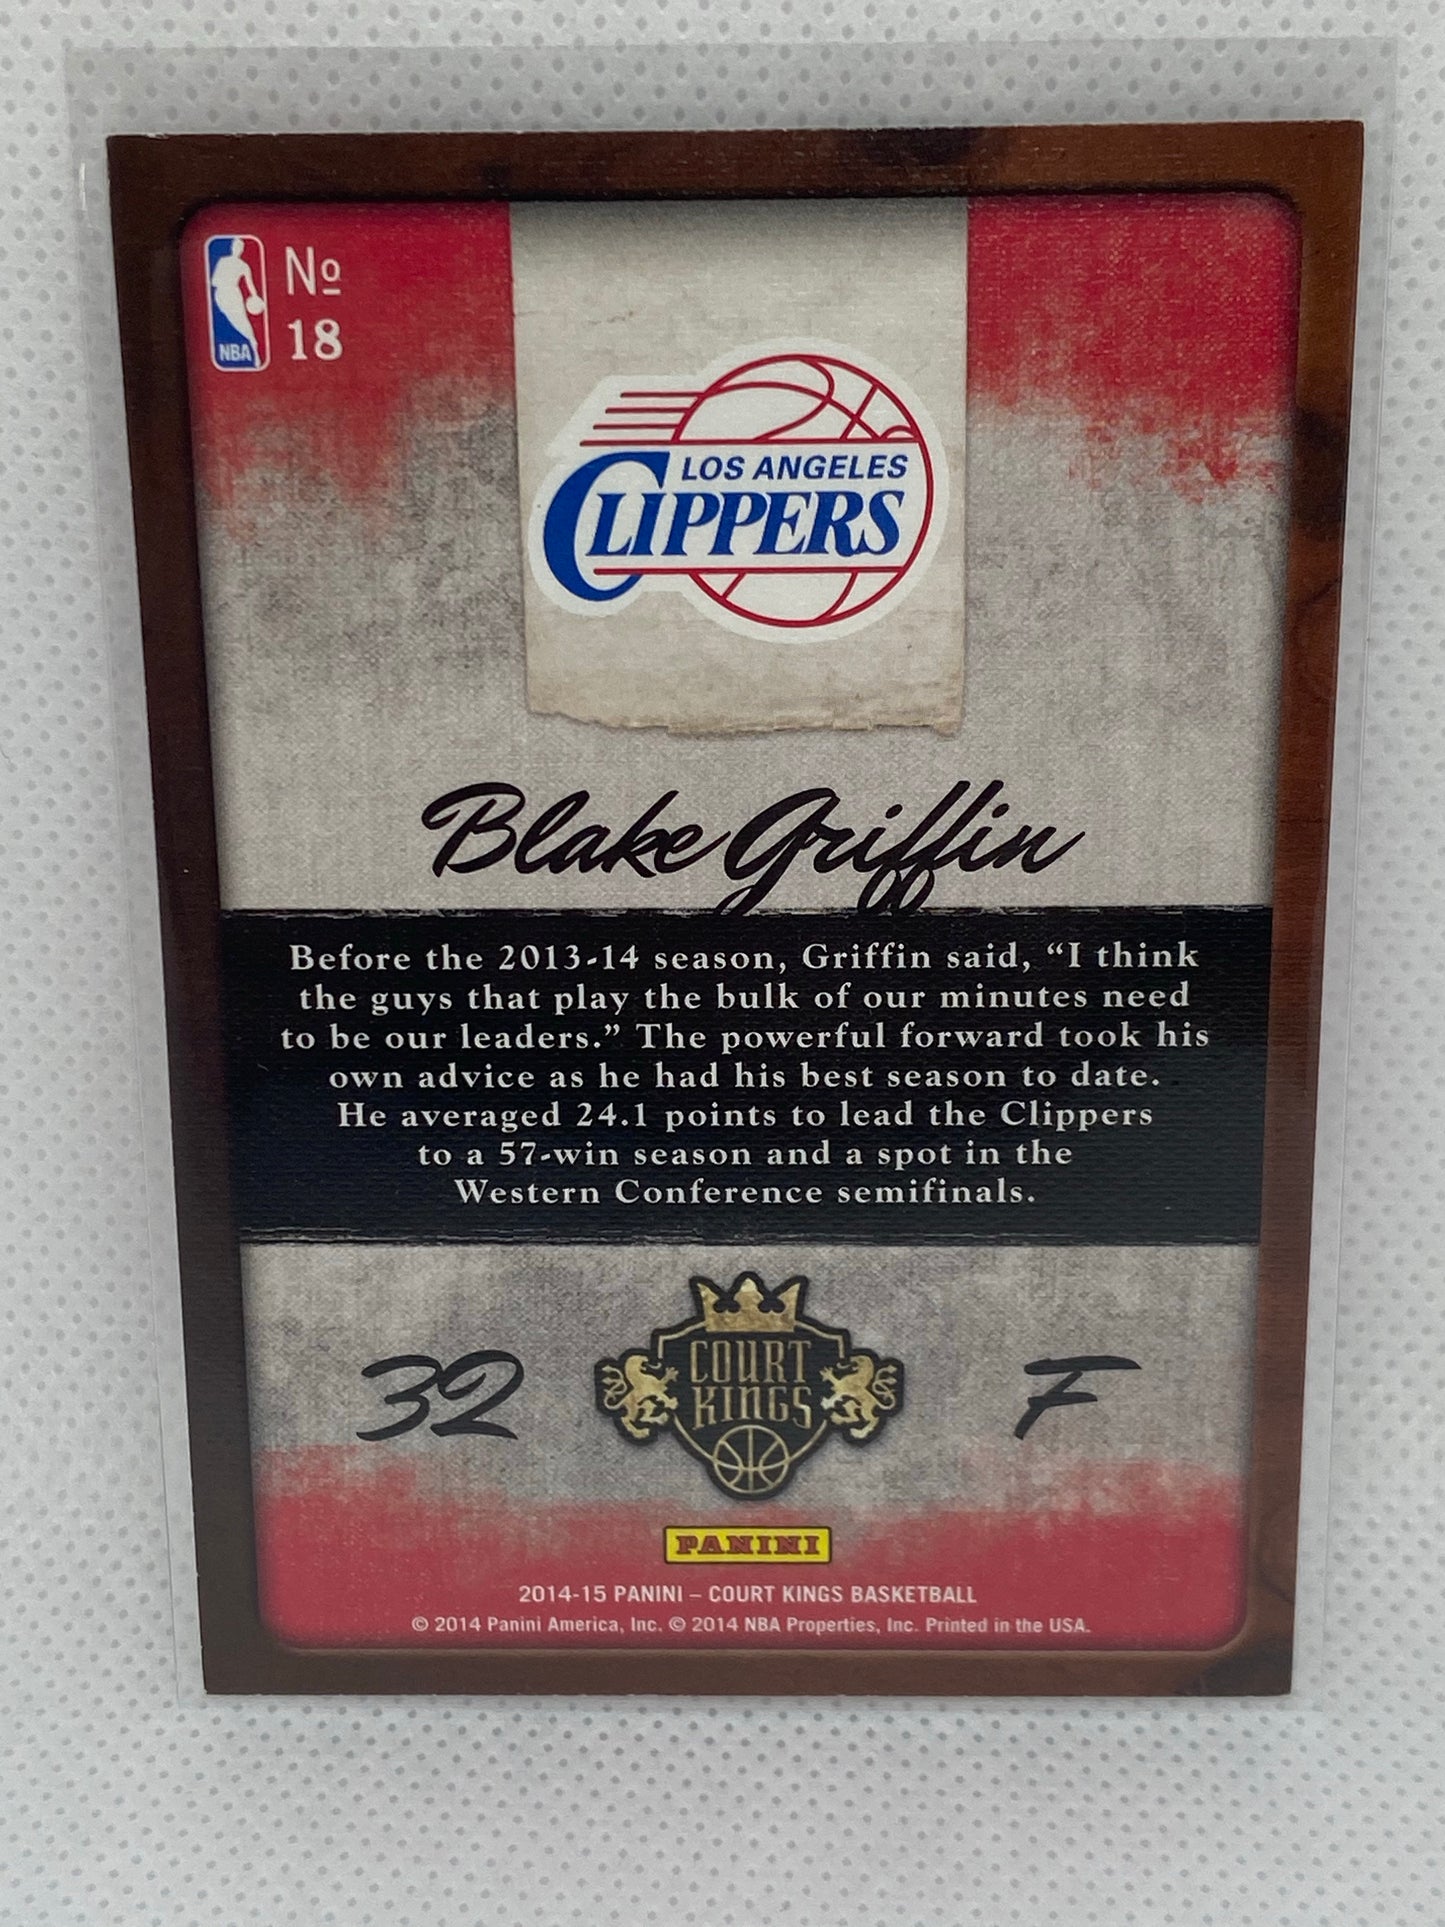 No
18
NBA
LOS ANGELES
CLIPPERS
Blake Griffin
Before the 2013-14 season, Griffin said, “I think
the guys that play the bulk of our minutes need
to be our leaders.” The powerful forward took his
own advice as he had his best season to date.
He averaged 24.1 points to lead the Clippers
to a 57-win season and a spot in the
Western Conference semifinals.
32
COURT
KINGS
F
PANINI
2014-15 PANINI – COURT KINGS BASKETBALL
© 2014 Panini America, Inc. © 2014 NBA Properties, Inc. Printed in the USA.